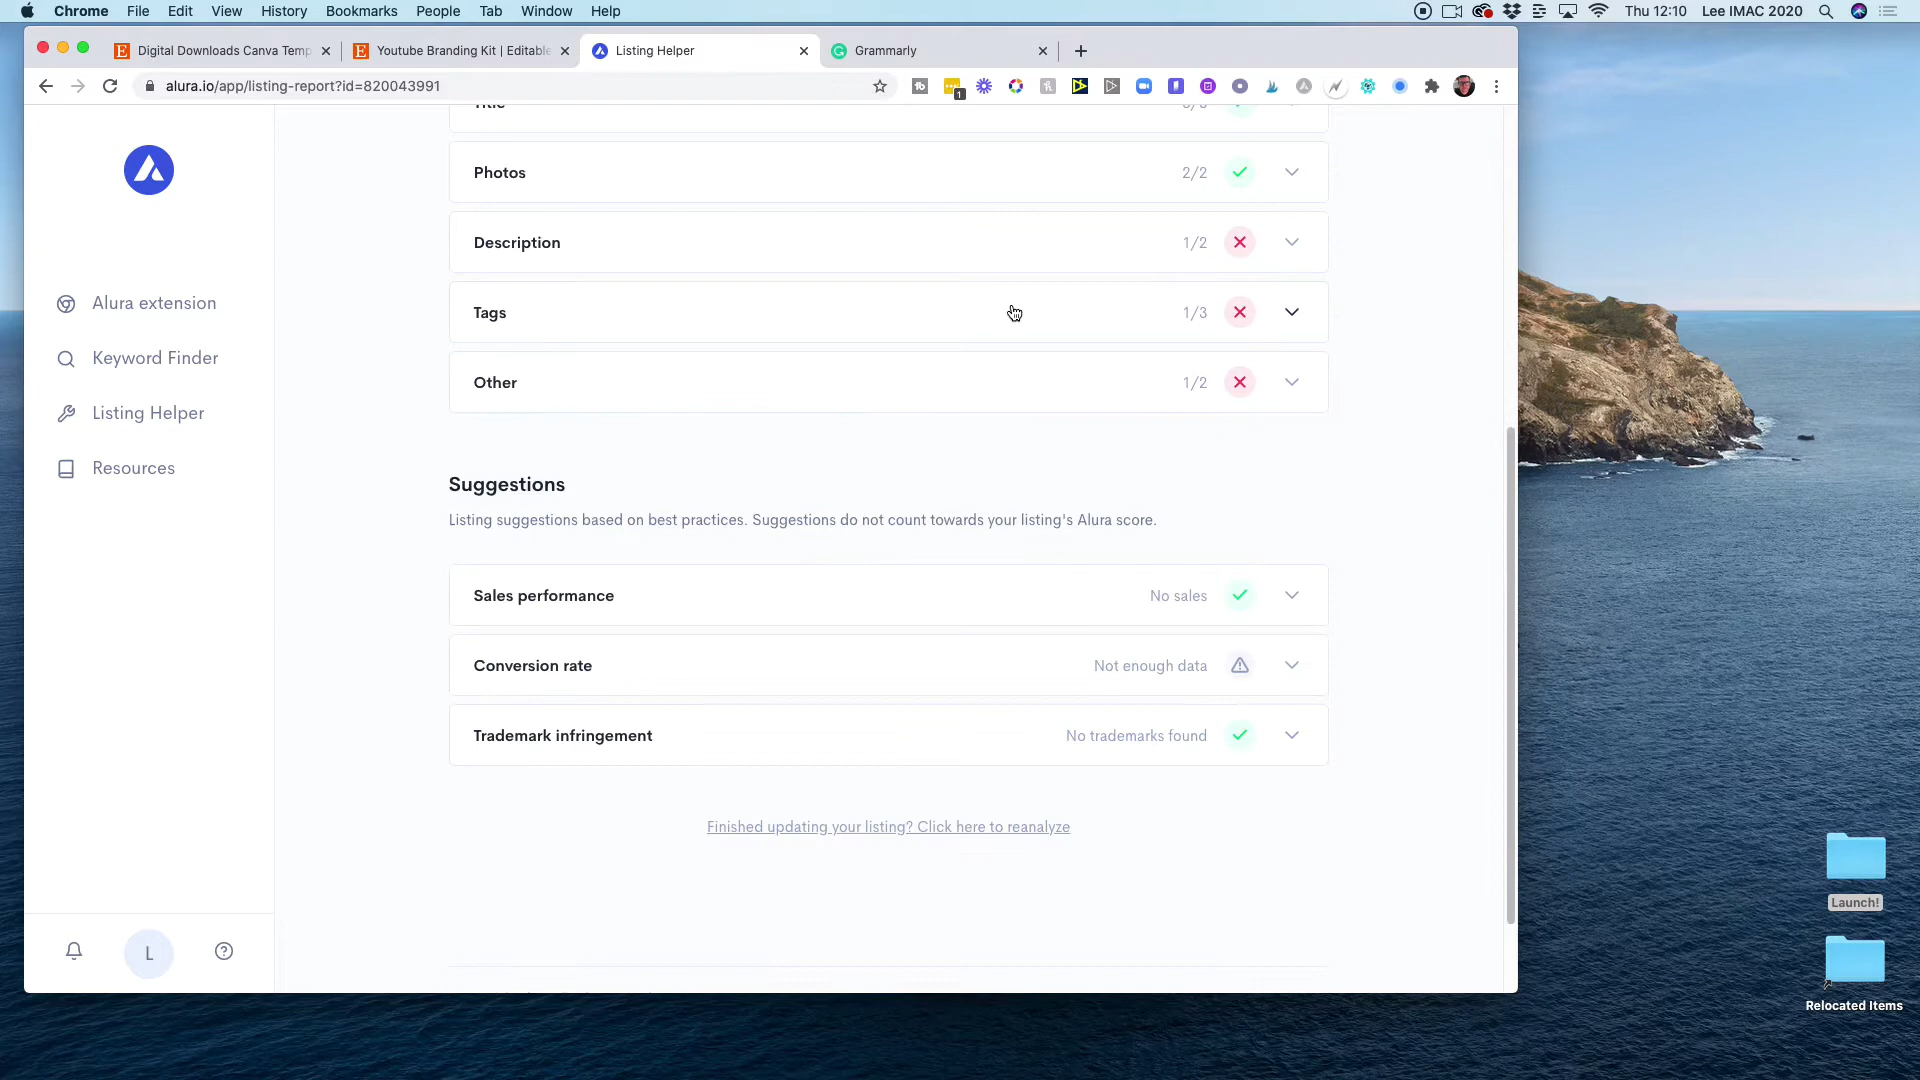 Chrome File Edit View History Bookmarks People Tab Window Help
Thu 12:10 Lee IMAC 2020
Digital Downloads Canva Temp
Youtube Branding Kit | Editable
Listing Helper
Grammarly
alura.io/app/listing-report?id=820043991
1
Title
Photos 2/2
Description 1/2
Tags 1/3
Other 1/2
Alura extension
Keyword Finder
Listing Helper
Resources
Suggestions
Listing suggestions based on best practices. Suggestions do not count towards your listing's Alura score.
Sales performance No sales
Conversion rate Not enough data
Trademark infringement No trademarks found
Finished updating your listing? Click here to reanalyze
L
Launch!
Relocated Items